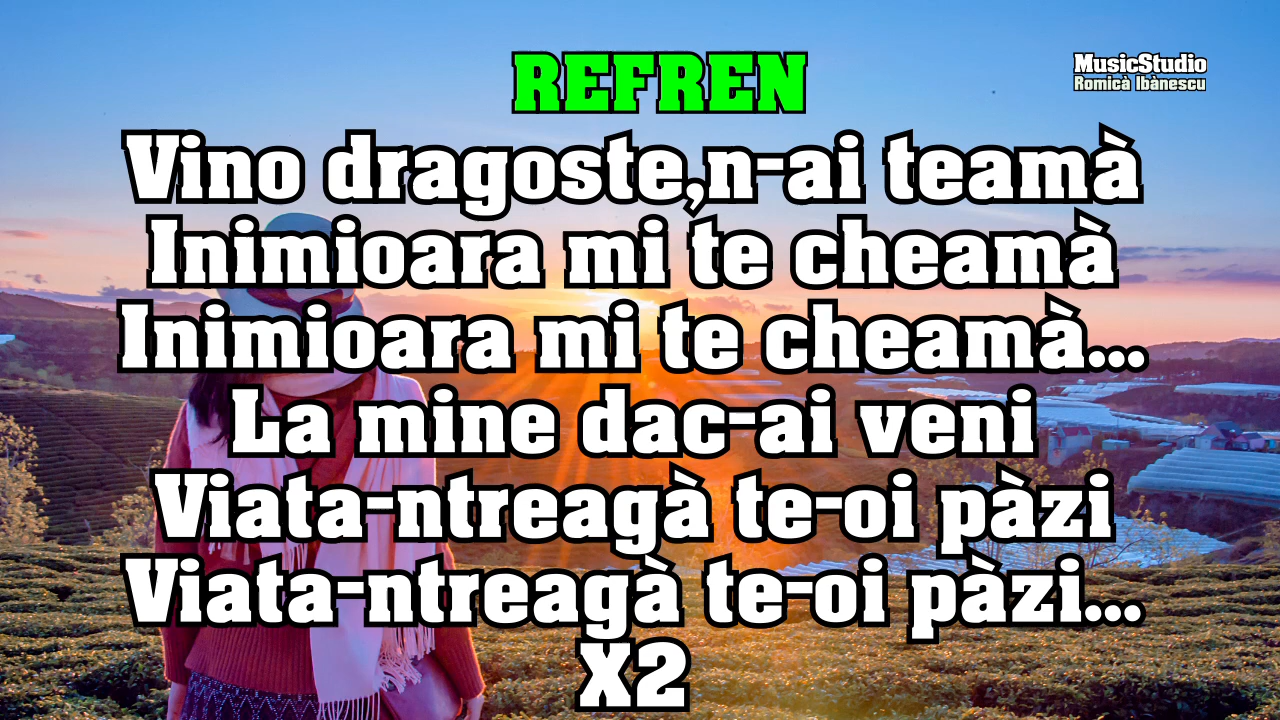 REFREN
MusicStudio
Romicà Ibànescu
Vino dragoste,n-ai teamà
Inimioara mi te cheamà
Inimioara mi te cheamà...
La mine dac-ai veni
Viata-ntreagà te-oi pàzi
Viata-ntreagà te-oi pàzi...
X2